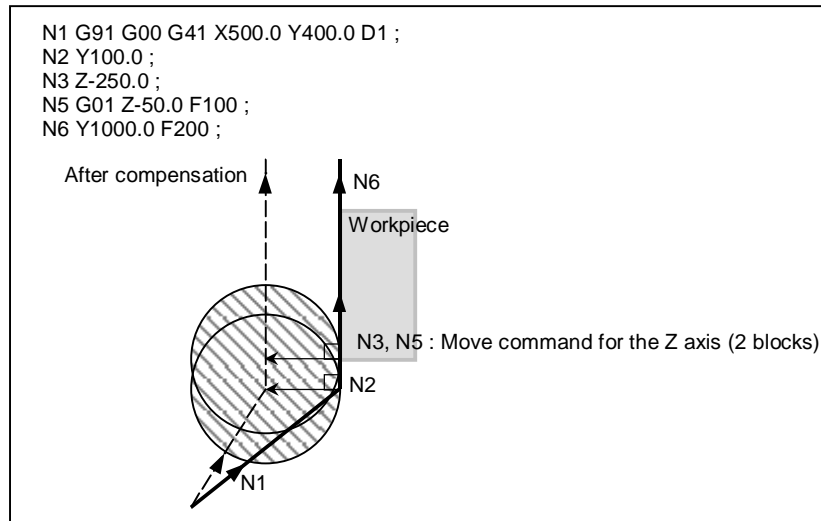 N1 G91 G00 G41 X500.0 Y400.0 D1 ;
N2 Y100.0 ;
N3 Z-250.0 ;
N5 G01 Z-50.0 F100 ;
N6 Y1000.0 F200 ;
After compensation
N6
Workpiece
N3, N5 : Move command for the Z axis (2 blocks)
N2
N1